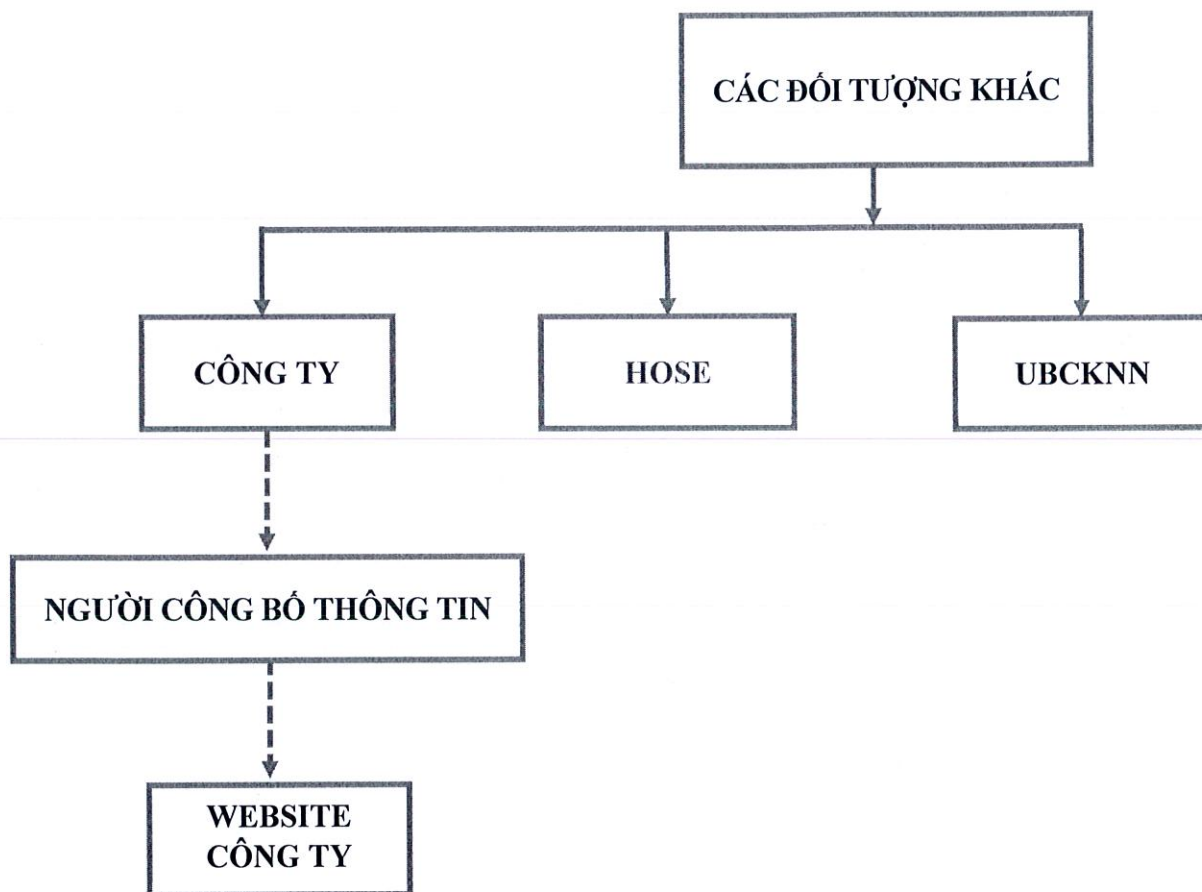 CÁC ĐỐI TƯỢNG KHÁC
CÔNG TY
HOSE
UBCKNN
NGƯỜI CÔNG BỐ THÔNG TIN
WEBSITE
CÔNG TY